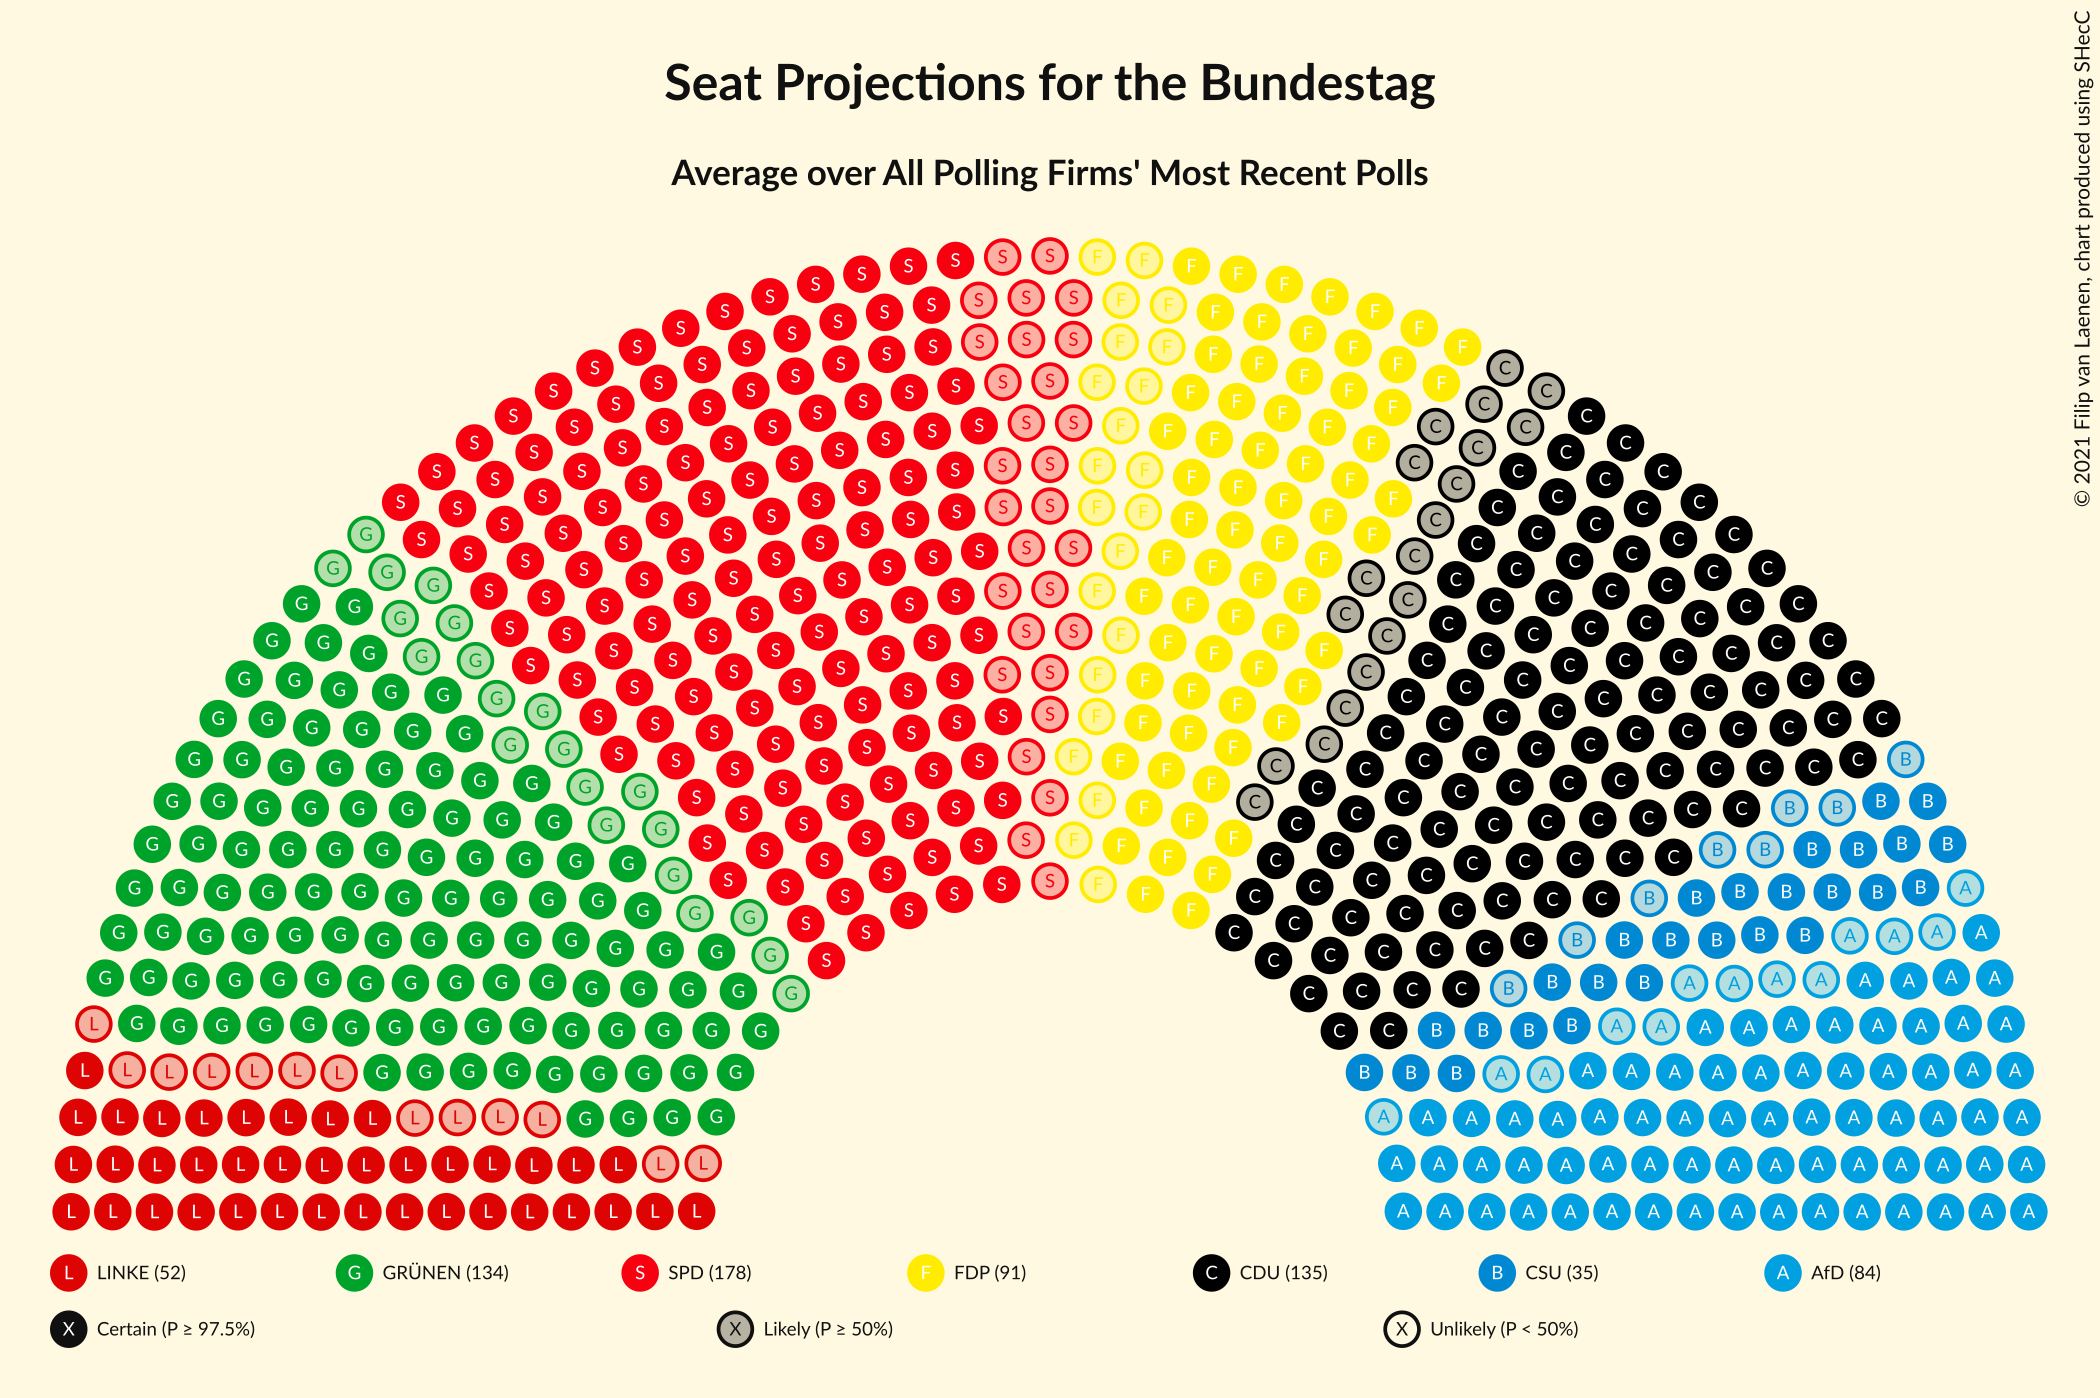 Seat Projections for the Bundestag
Average over All Polling Firms' Most Recent Polls
© 2021 Filip van Laenen, chart produced using SHecC
L LINKE (52) G GRÜNEN (134) S SPD (178) F FDP (91) C CDU (135) B CSU (35) A AfD (84)
X Certain (P ≥ 97.5%) X Likely (P ≥ 50%) X Unlikely (P < 50%)